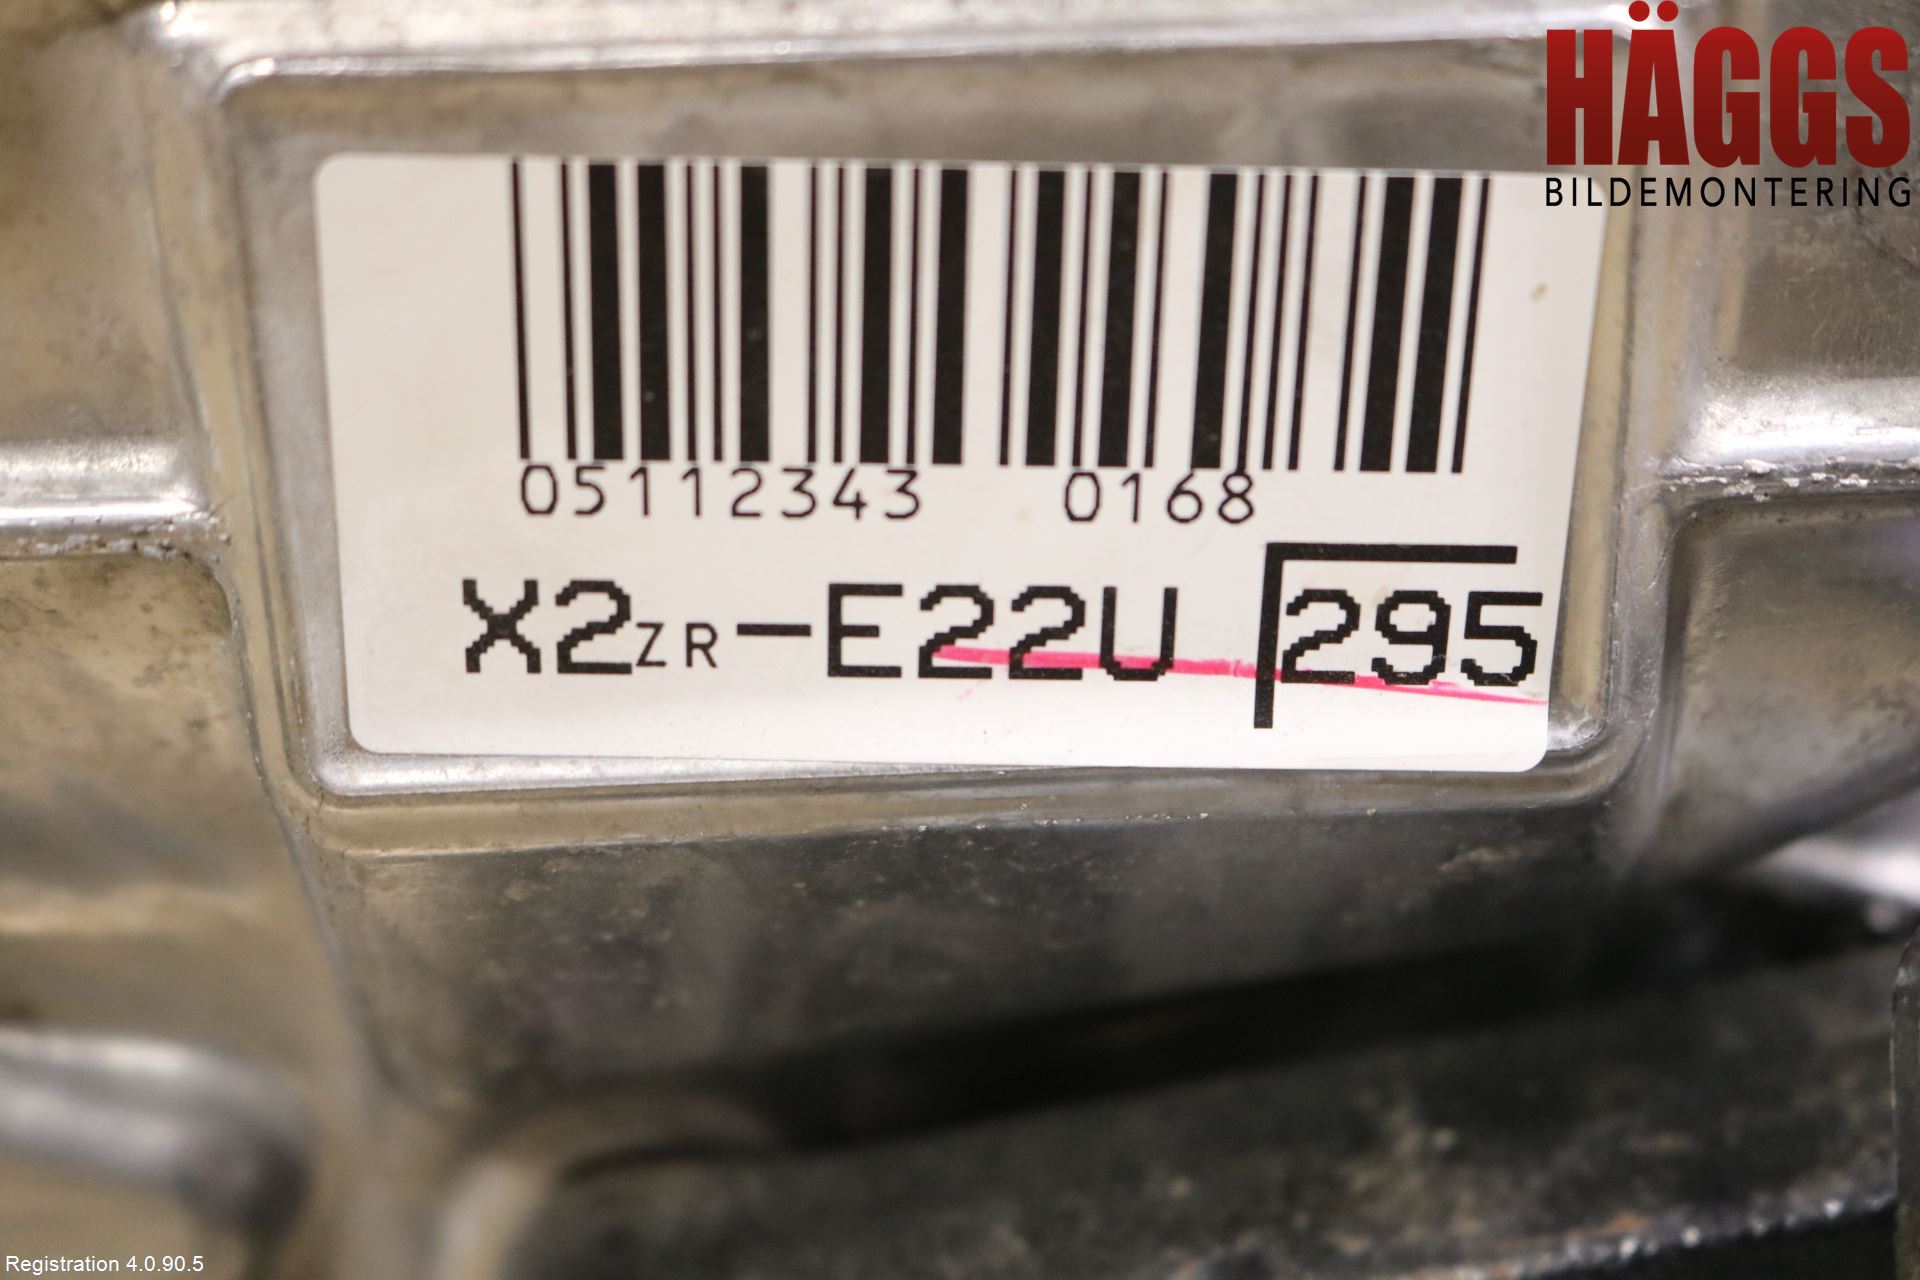 HÄGGS
BILDEMONTERING
05112343 0168
X2ZR-E22U 295
Registration 4.0.90.5